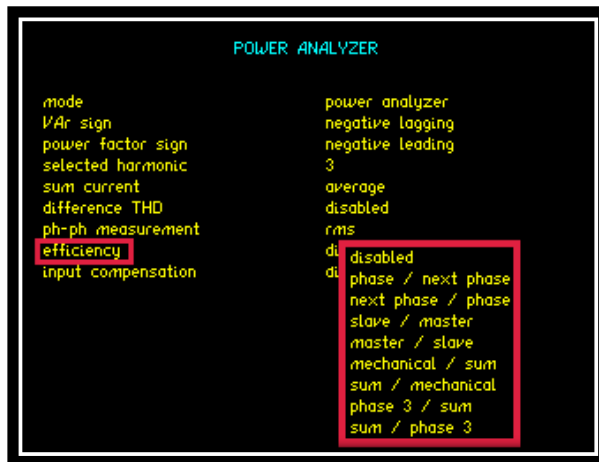 POWER ANALYZER
mode power analyzer
VAr sign negative lagging
power factor sign negative leading
selected harmonic 3
sum current average
difference THD disabled
ph-ph measurement rms
efficiency di
input compensation di
disabled
phase / next phase
next phase / phase
slave / master
master / slave
mechanical / sum
sum / mechanical
phase 3 / sum
sum / phase 3